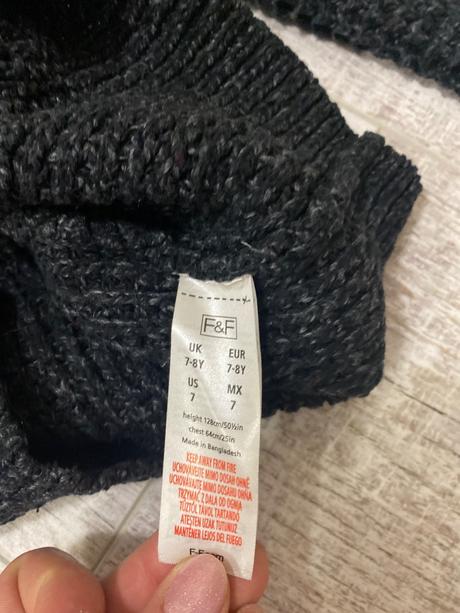 F&F
UK EUR
7-8Y 7-8Y
US MX
7 7
height 128cm/50½in
chest 64cm/25in
Made in Bangladesh
KEEP AWAY FROM FIRE
UCHOVÁVEJTE MIMO DOSAH OHNĚ
UCHOVÁVAJTE MIMO DOSAHU OHŇA
TRZYMAĆ Z DALA OD OGNIA
TŰZTŐL TÁVOL TARTANDÓ
ATEŞTEN UZAK TUTUNUZ
MANTENER LEJOS DEL FUEGO